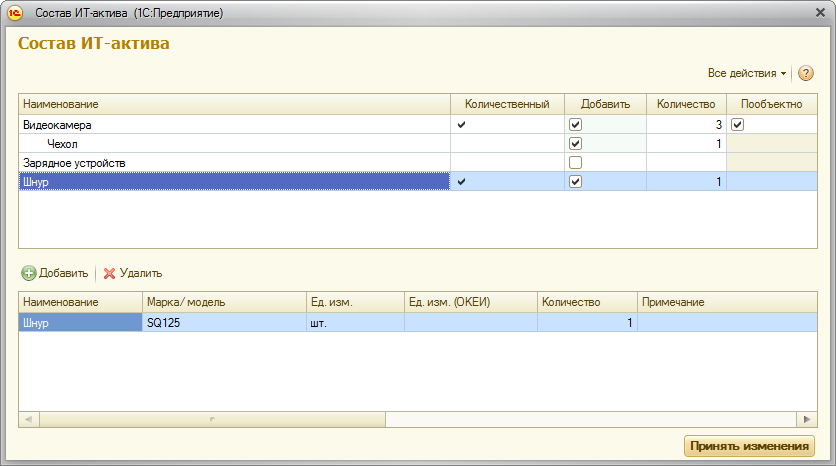 Состав ИТ-актива (1С:Предприятие)
Состав ИТ-актива
Все действия
Наименование Количественный Добавить Количество Пообъектно
Видеокамера 3
Чехол 1
Зарядное устройств
Шнур 1
Добавить Удалить
Наименование Марка/ модель Ед. изм. Ед. изм. (ОКЕИ) Количество Примечание
Шнур SQ125 шт. 1
Принять изменения